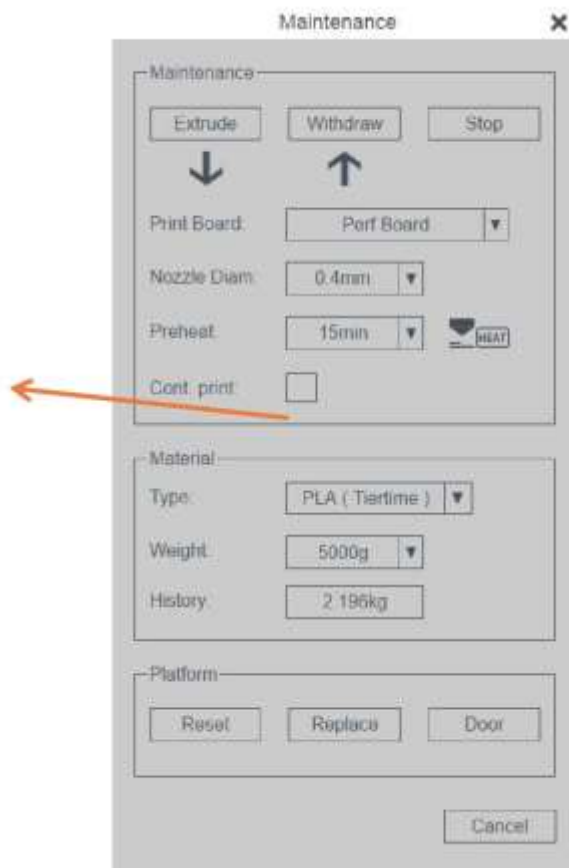 Maintenance
Maintenance
Extrude Withdraw Stop
Print Board: Perf Board
Nozzle Diam: 0.4mm
Preheat: 15min HEAT
Cont. print:
Material
Type: PLA ( Tiertime )
Weight: 5000g
History: 2.196kg
Platform
Reset Replace Door
Cancel